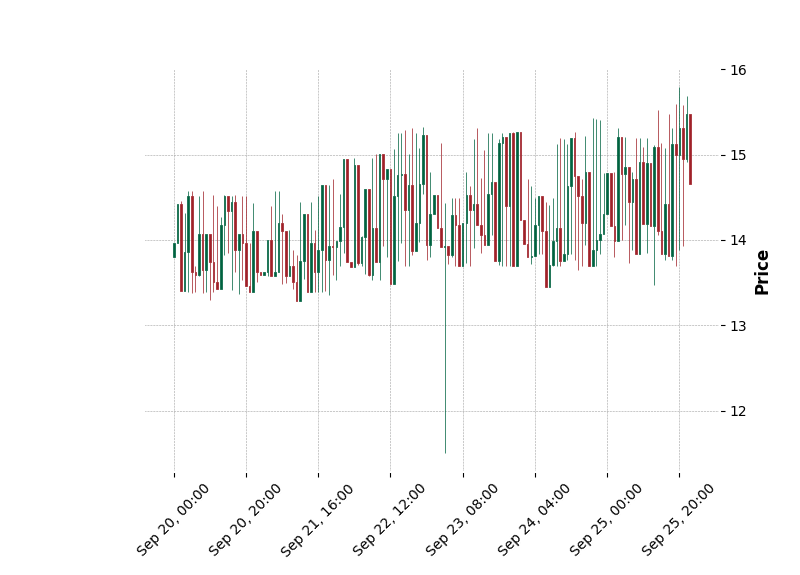 16
15
14
13
12
Price
Sep 20, 00:00
Sep 20, 20:00
Sep 21, 16:00
Sep 22, 12:00
Sep 23, 08:00
Sep 24, 04:00
Sep 25, 00:00
Sep 25, 20:00